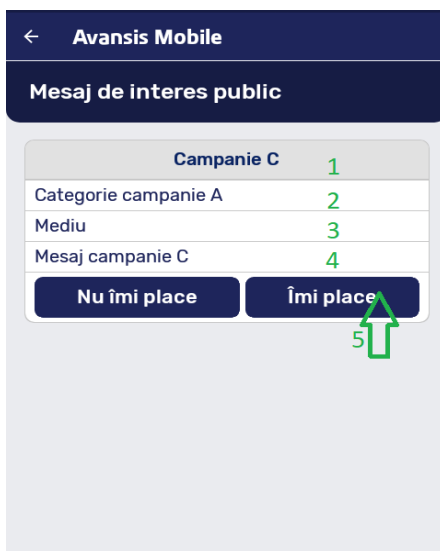 ← Avansis Mobile
Mesaj de interes public
Campanie C 1
Categorie campanie A 2
Mediu 3
Mesaj campanie C 4
Nu îmi place Îmi place
5